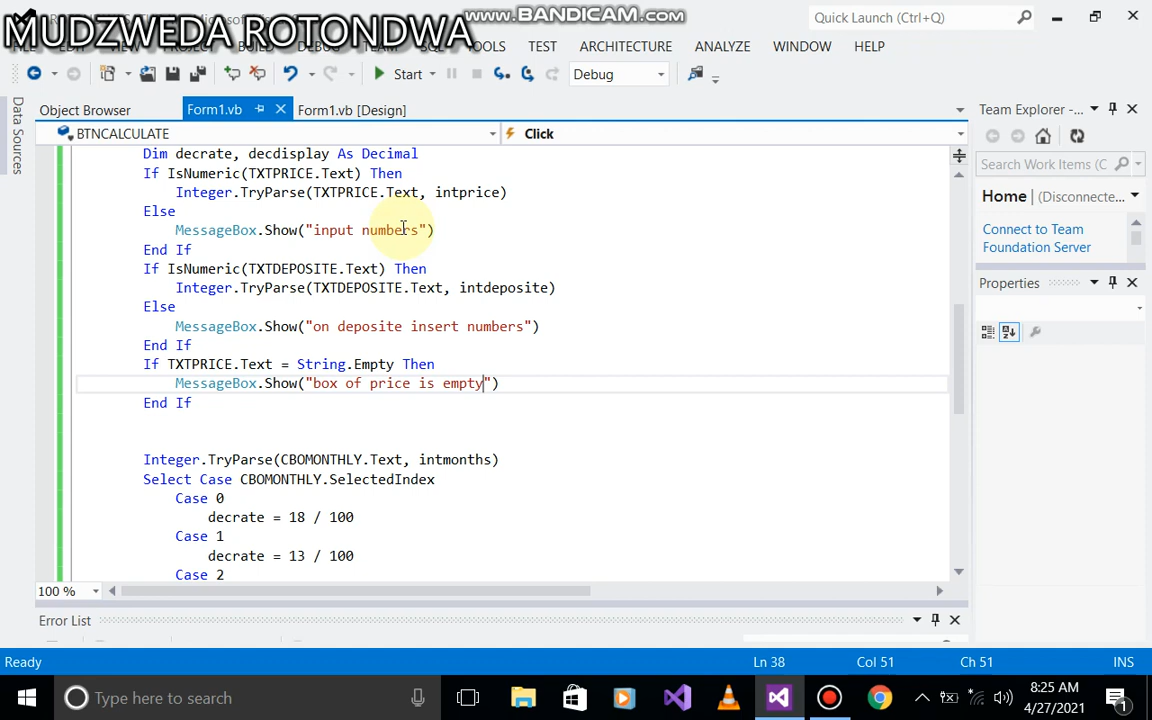 www.BANDICAM.com
MUDZWEDA ROTONDWA
Quick Launch (Ctrl+Q)
TOOLS TEST ARCHITECTURE ANALYZE WINDOW HELP
Start Debug
Object Browser Form1.vb Form1.vb [Design] Team Explorer -...
Data Sources
BTNCALCULATE Click
Dim decrate, decdisplay As Decimal
If IsNumeric(TXTPRICE.Text) Then
Integer.TryParse(TXTPRICE.Text, intprice)
Else
MessageBox.Show("input numbers")
End If
If IsNumeric(TXTDEPOSITE.Text) Then
Integer.TryParse(TXTDEPOSITE.Text, intdeposite)
Else
MessageBox.Show("on deposite insert numbers")
End If
If TXTPRICE.Text = String.Empty Then
MessageBox.Show("box of price is empty")
End If
Integer.TryParse(CBOMONTHLY.Text, intmonths)
Select Case CBOMONTHLY.SelectedIndex
Case 0
decrate = 18 / 100
Case 1
decrate = 13 / 100
Case 2
100 %
Search Work Items (C
Home (Disconnecte...
Connect to Team
Foundation Server
Properties
Error List
Ready Ln 38 Col 51 Ch 51 INS
Type here to search
8:25 AM
4/27/2021
1